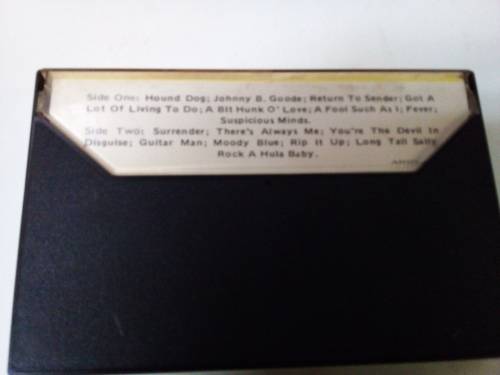 Side One: Hound Dog; Johnny B. Goode; Return To Sender; Got A
Lot Of Living To Do; A Bit Hunk O' Love; A Fool Such As I; Fever;
Suspicious Minds.
Side Two: Surrender; There's Always Me; You're The Devil In
Disguise; Guitar Man; Moody Blue; Rip It Up; Long Tall Sally
Rock A Hula Baby.